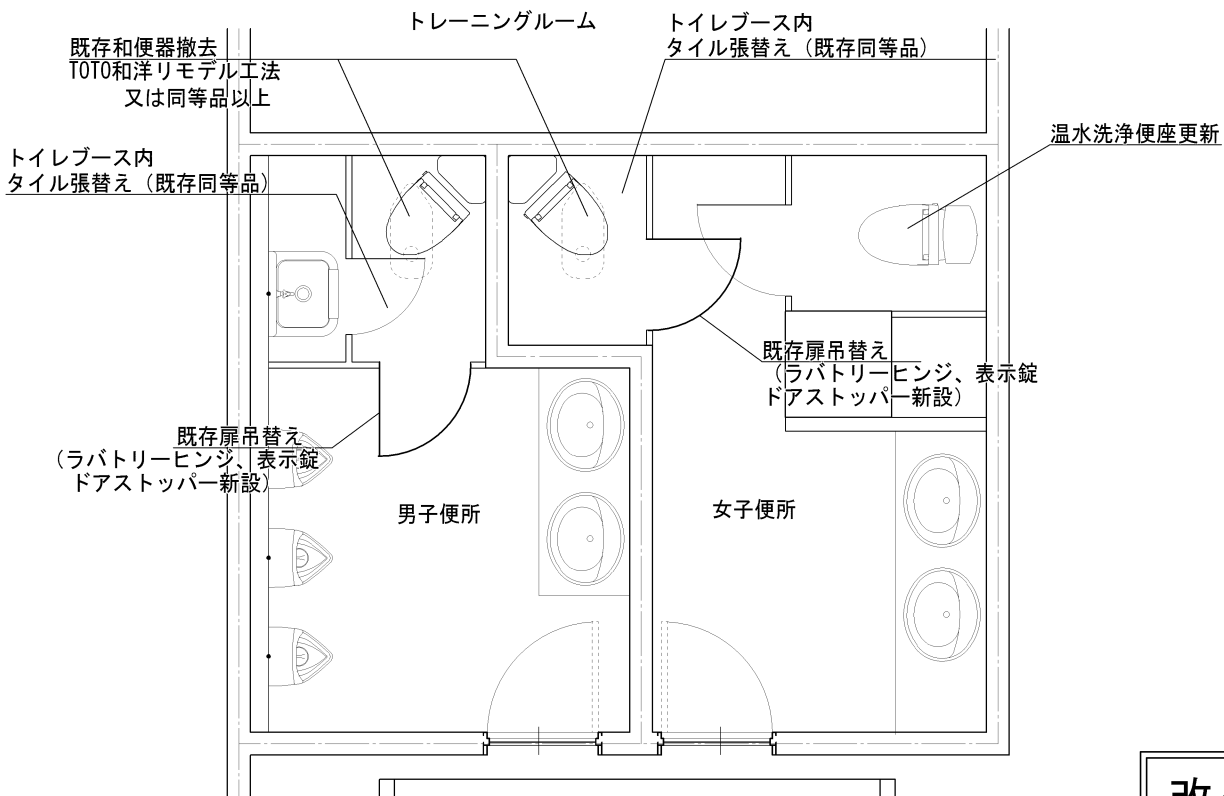 トレーニングルーム
既存和便器撤去
TOTO和洋リモデル工法
又は同等品以上
トイレブース内
タイル張替え（既存同等品）
温水洗浄便座更新
トイレブース内
タイル張替え（既存同等品）
既存扉吊替え
（ラバトリーヒンジ、表示錠
ドアストッパー新設）
既存扉吊替え
（ラバトリーヒンジ、表示錠
ドアストッパー新設）
男子便所
女子便所
改